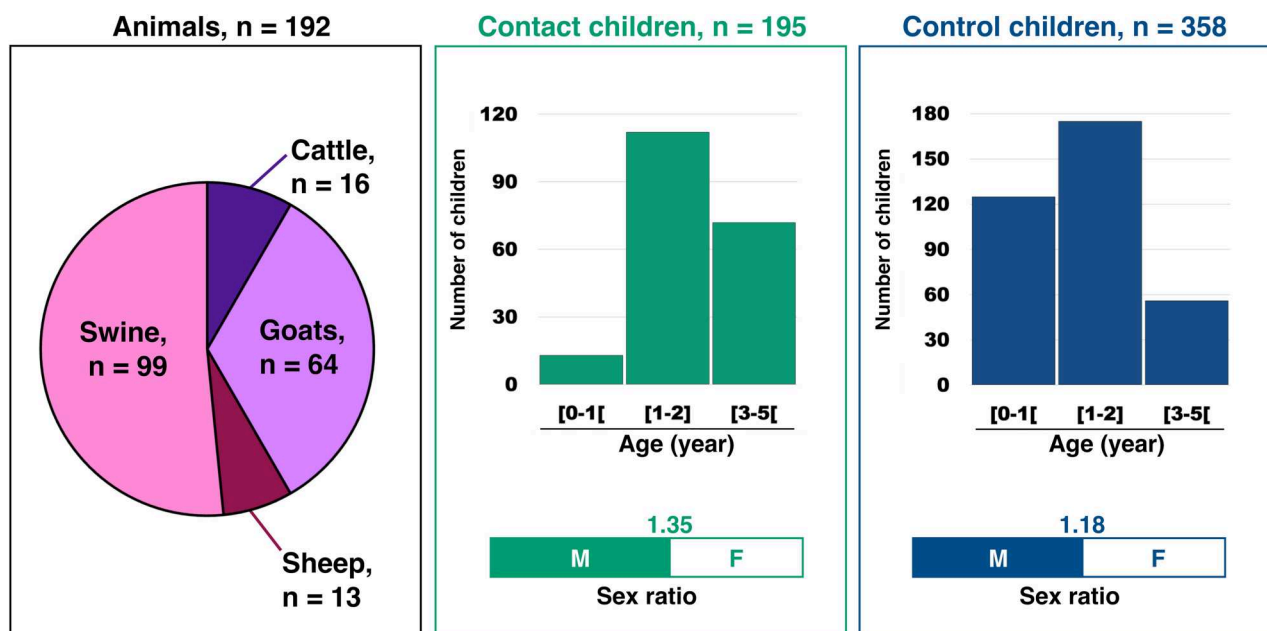 Animals, n = 192
Cattle,
n = 16
Swine,
n = 99
Goats,
n = 64
Sheep,
n = 13
Contact children, n = 195
Number of children
120
90
60
30
0
[0-1[ [1-2] [3-5[
Age (year)
1.35
M F
Sex ratio
Control children, n = 358
Number of children
180
150
120
90
60
30
0
[0-1[ [1-2] [3-5[
Age (year)
1.18
M F
Sex ratio